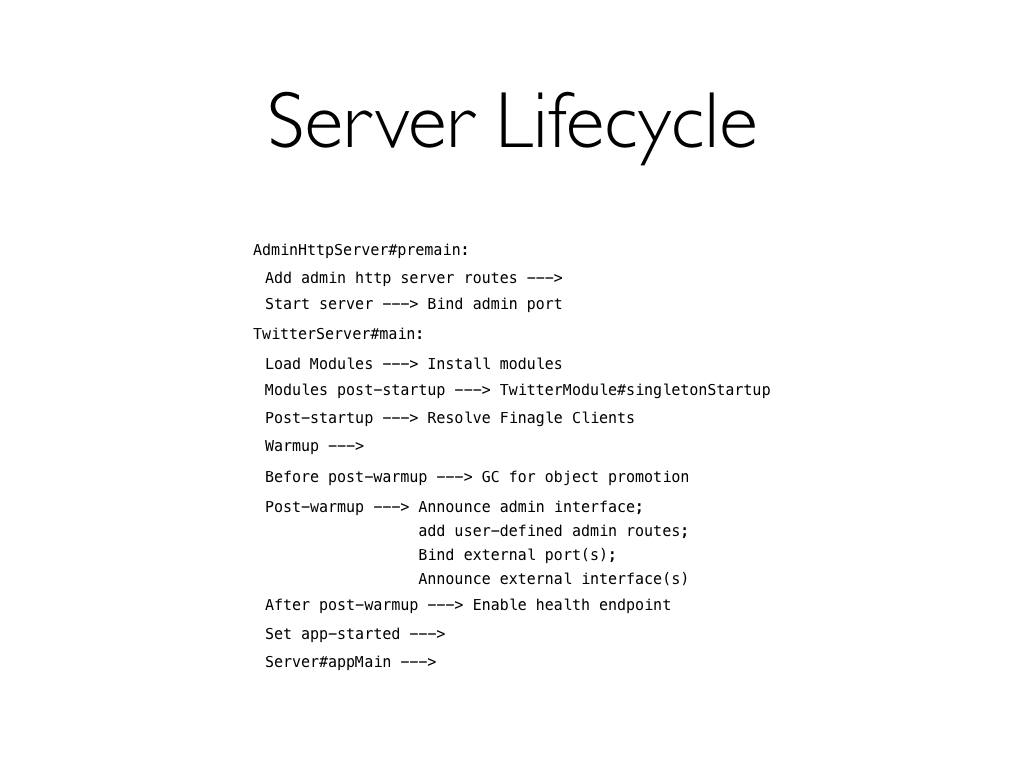 Server Lifecycle
AdminHttpServer#premain:
Add admin http server routes --->
Start server ---> Bind admin port
TwitterServer#main:
Load Modules ---> Install modules
Modules post-startup ---> TwitterModule#singletonStartup
Post-startup ---> Resolve Finagle Clients
Warmup --->
Before post-warmup ---> GC for object promotion
Post-warmup ---> Announce admin interface;
add user-defined admin routes;
Bind external port(s);
Announce external interface(s)
After post-warmup ---> Enable health endpoint
Set app-started --->
Server#appMain --->